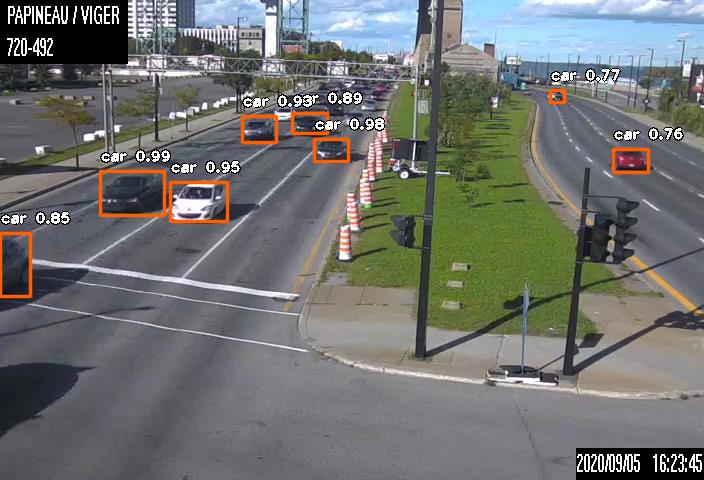 PAPINEAU / VIGER
720-492
car 0.77
car 0.93
car 0.89
car 0.98
car 0.76
car 0.99
car 0.95
car 0.85
2020/09/05 16:23:45